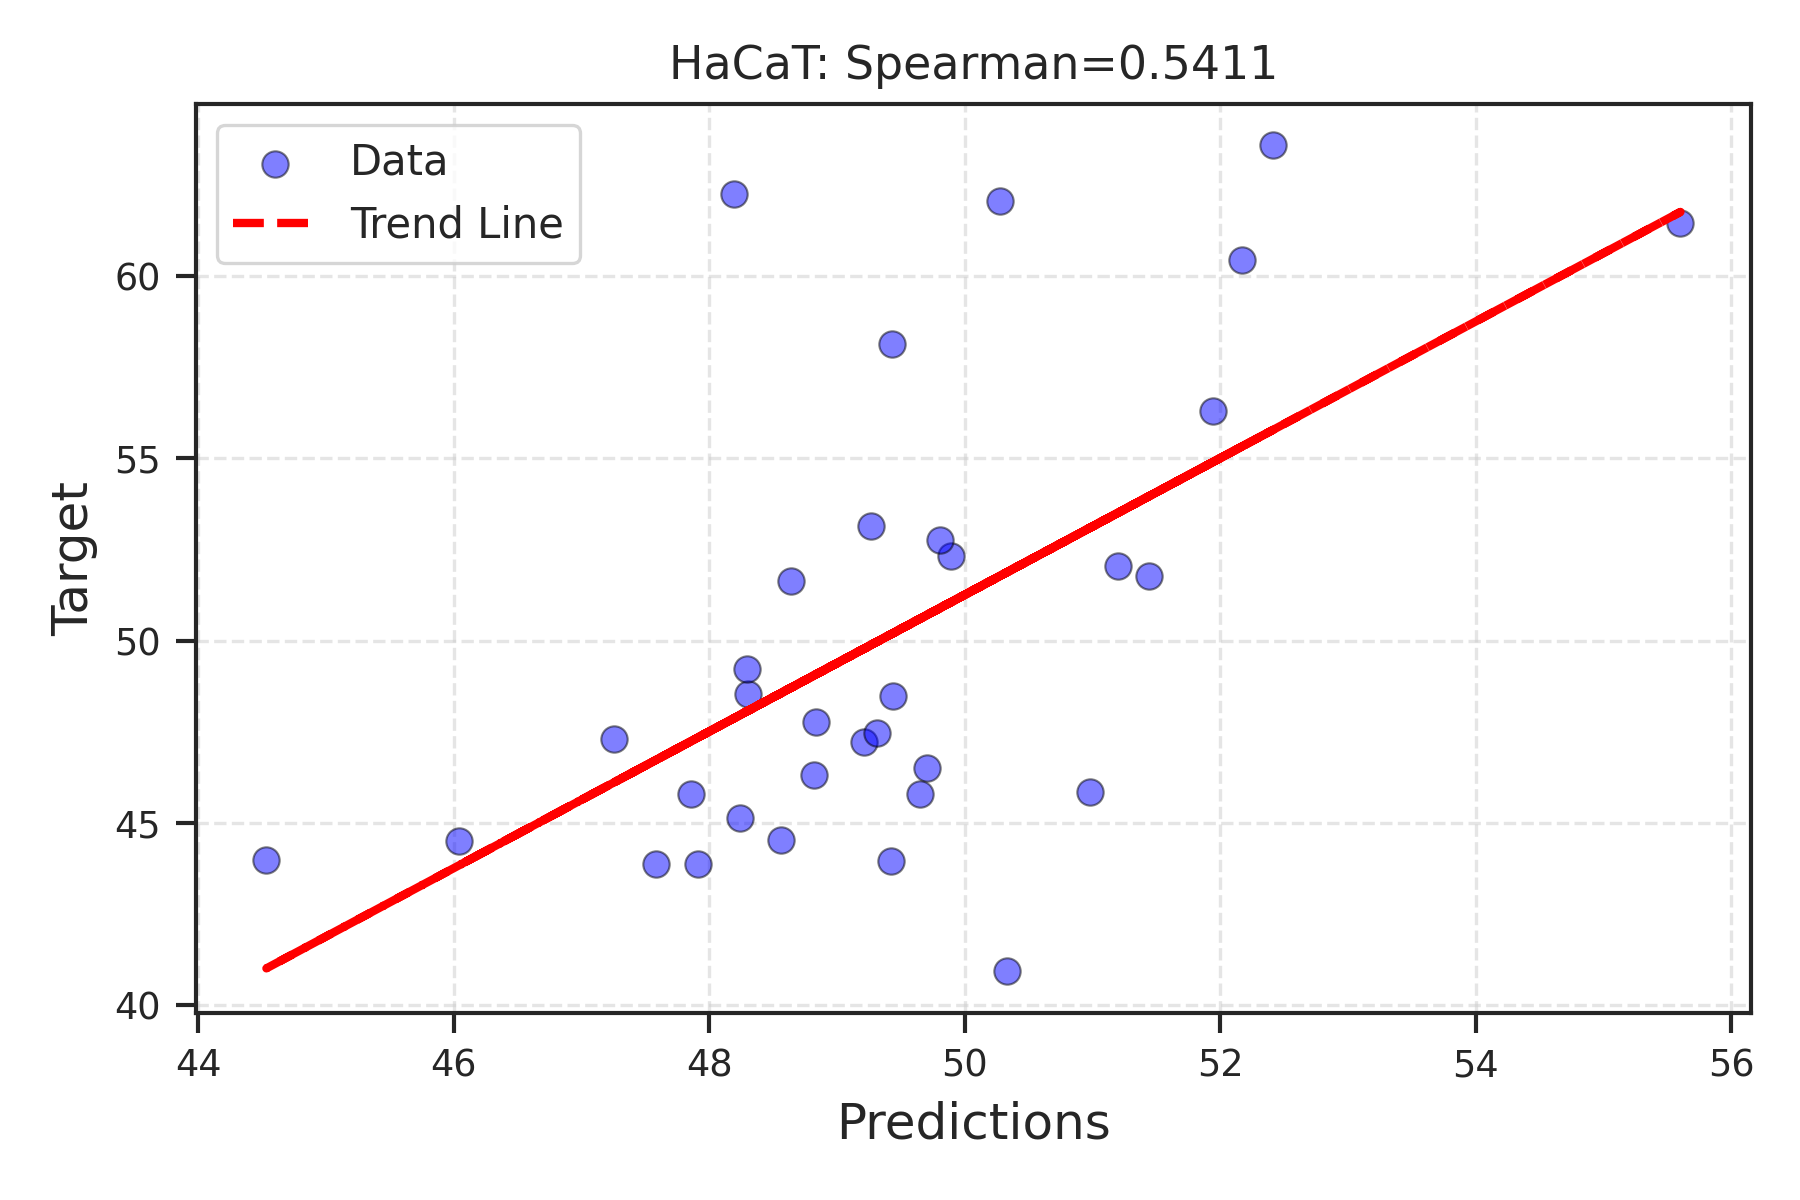 HaCaT: Spearman=0.5411
Data
Trend Line
60
55
50
45
40
Target
44 46 48 50 52 54 56
Predictions